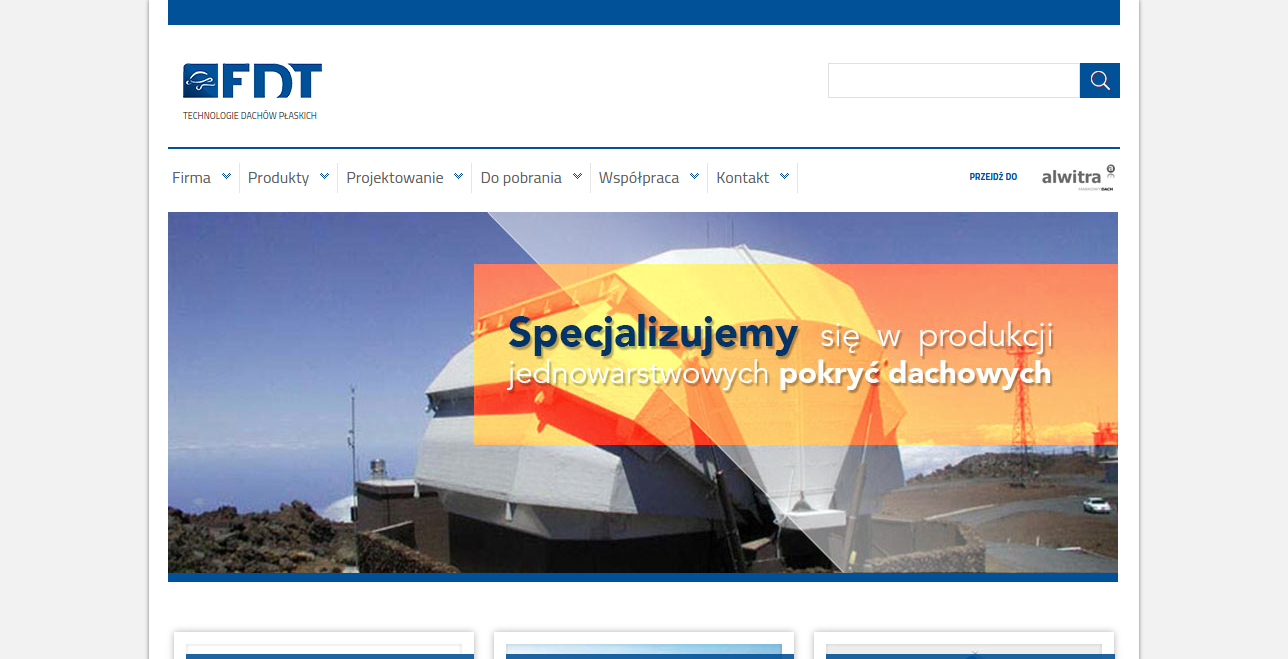 FDT
TECHNOLOGIE DACHÓW PŁASKICH
Firma
Produkty
Projektowanie
Do pobrania
Współpraca
Kontakt
PRZEJDŹ DO
alwitra
Specjalizujemy się w produkcji
jednowarstwowych pokryć dachowych